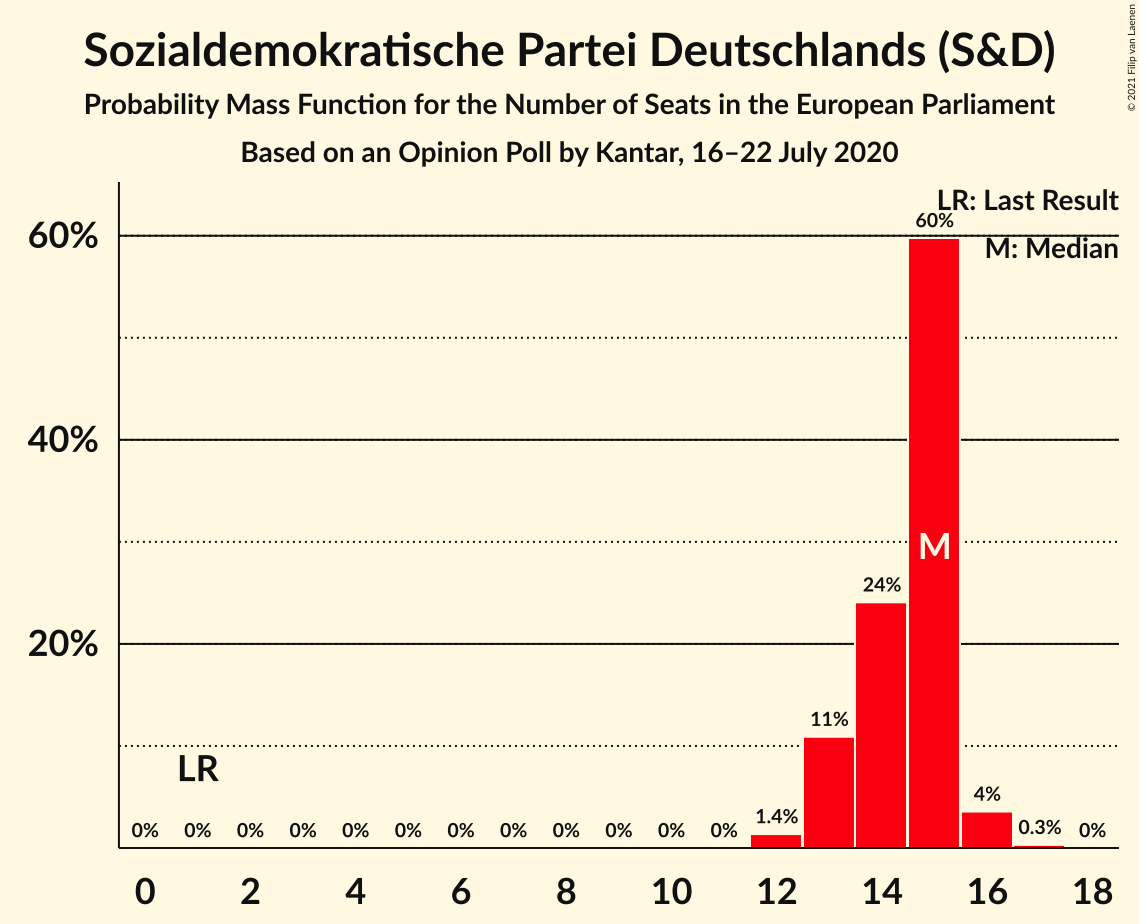 Sozialdemokratische Partei Deutschlands (S&D)
Probability Mass Function for the Number of Seats in the European Parliament
Based on an Opinion Poll by Kantar, 16–22 July 2020
© 2021 Filip van Laenen
LR: Last Result
M: Median
60%
40%
20%
60%
M
24%
11%
LR
4%
1.4%
0.3%
0% 0% 0% 0% 0% 0% 0% 0% 0% 0% 0% 0% 0%
0 2 4 6 8 10 12 14 16 18